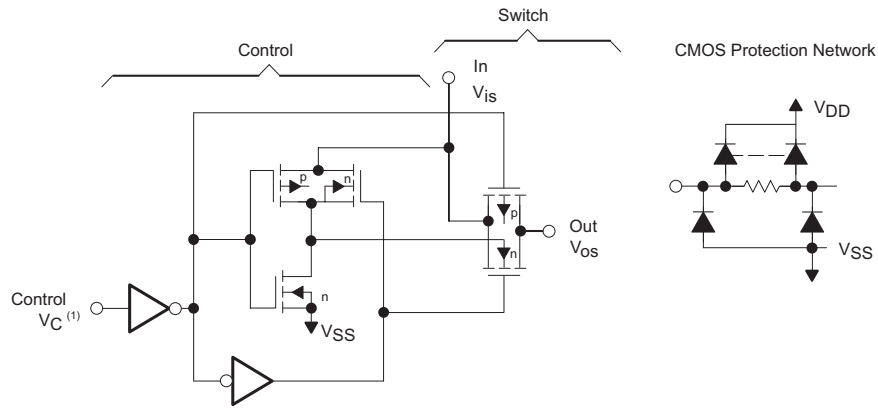 Switch
Control
CMOS Protection Network
In
Vis
VDD
p
n
p
Out
Vos
n
VSS
n
Control
VC (1)
VSS